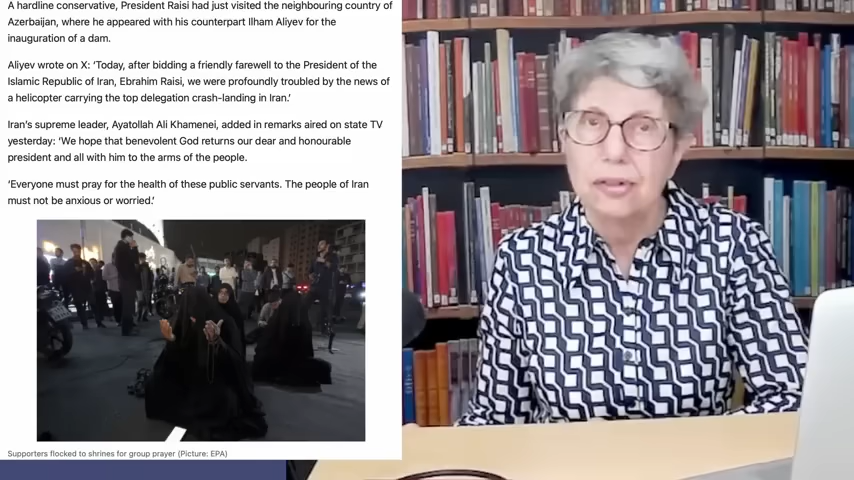 A hardline conservative, President Raisi had just visited the neighbouring country of
Azerbaijan, where he appeared with his counterpart Ilham Aliyev for the
inauguration of a dam.
Aliyev wrote on X: ‘Today, after bidding a friendly farewell to the President of the
Islamic Republic of Iran, Ebrahim Raisi, we were profoundly troubled by the news of
a helicopter carrying the top delegation crash-landing in Iran.’
Iran’s supreme leader, Ayatollah Ali Khamenei, added in remarks aired on state TV
yesterday: ‘We hope that benevolent God returns our dear and honourable
president and all with him to the arms of the people.
‘Everyone must pray for the health of these public servants. The people of Iran
must not be anxious or worried.’
Supporters flocked to shrines for group prayer (Picture: EPA)